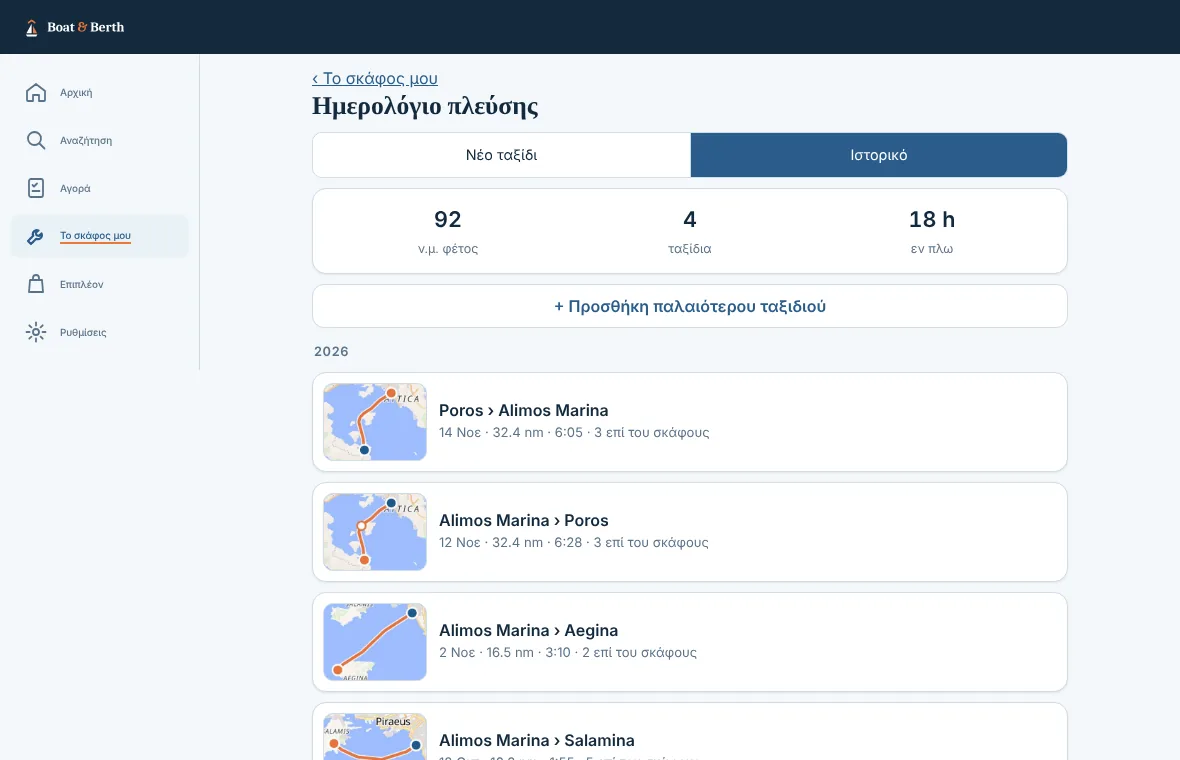 Boat & Berth
Αρχική
Αναζήτηση
Αγορά
Το σκάφος μου
Επιπλέον
Ρυθμίσεις
‹ Το σκάφος μου
Ημερολόγιο πλεύσης
Νέο ταξίδι
Ιστορικό
92
ν.μ. φέτος
4
ταξίδια
18 h
εν πλω
+ Προσθήκη παλαιότερου ταξιδιού
2026
Poros › Alimos Marina
14 Νοε · 32.4 nm · 6:05 · 3 επί του σκάφους
Alimos Marina › Poros
12 Νοε · 32.4 nm · 6:28 · 3 επί του σκάφους
Alimos Marina › Aegina
2 Νοε · 16.5 nm · 3:10 · 2 επί του σκάφους
AEGINA
Piraeus
Alimos Marina › Salamina